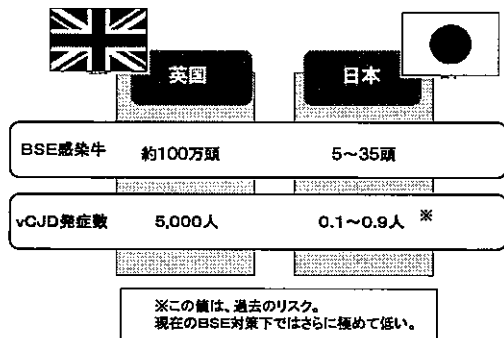 英国 日本
BSE感染牛 約100万頭 5～35頭
vCJD発症数 5,000人 0.1～0.9人 ※
※この値は、過去のリスク。
現在のBSE対策下ではさらに極めて低い。